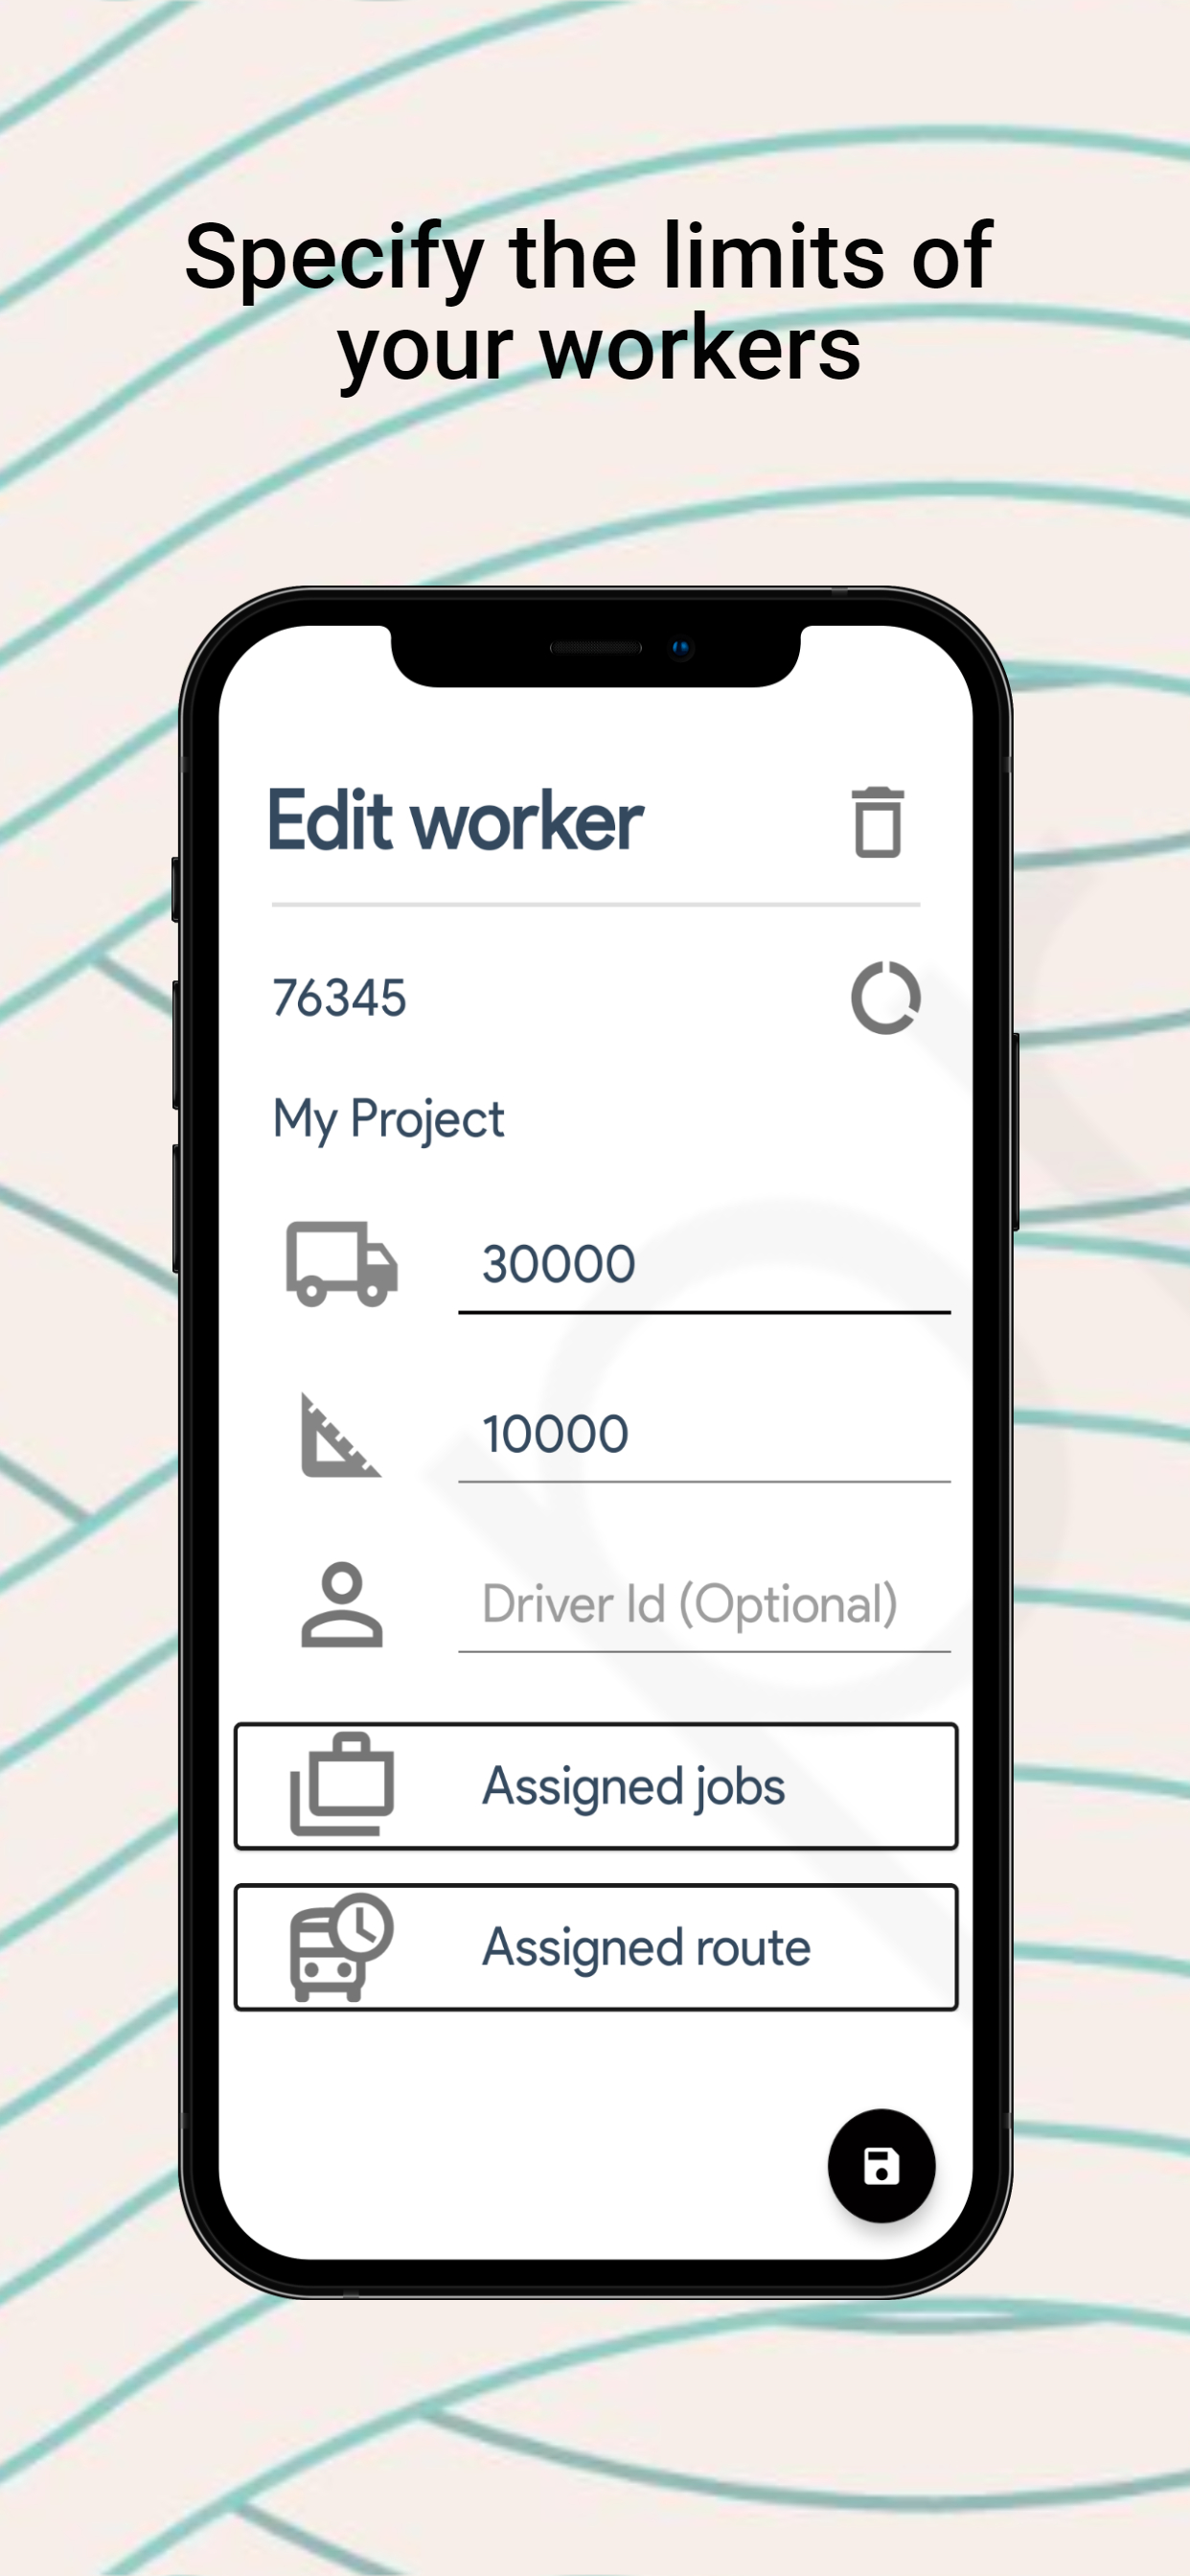 Specify the limits of
your workers
Edit worker
76345
My Project
30000
10000
Driver Id (Optional)
Assigned jobs
Assigned route